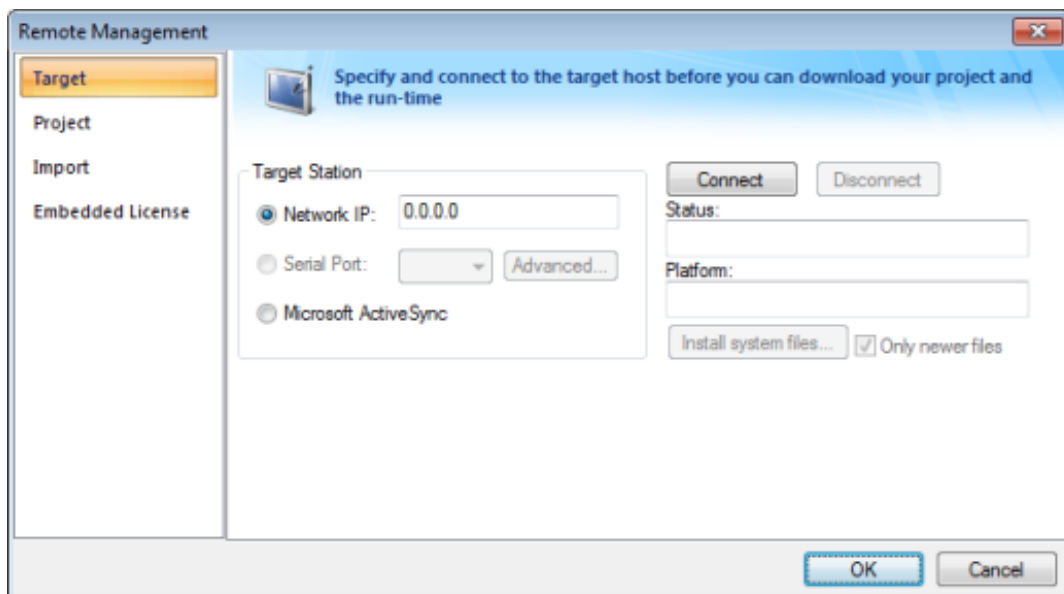 Remote Management
Target
Project
Import
Embedded License
Specify and connect to the target host before you can download your project and
the run-time
Target Station
Network IP:
0.0.0.0
Serial Port:
Advanced...
Microsoft ActiveSync
Connect
Disconnect
Status:
Platform:
Install system files...
Only newer files
OK
Cancel